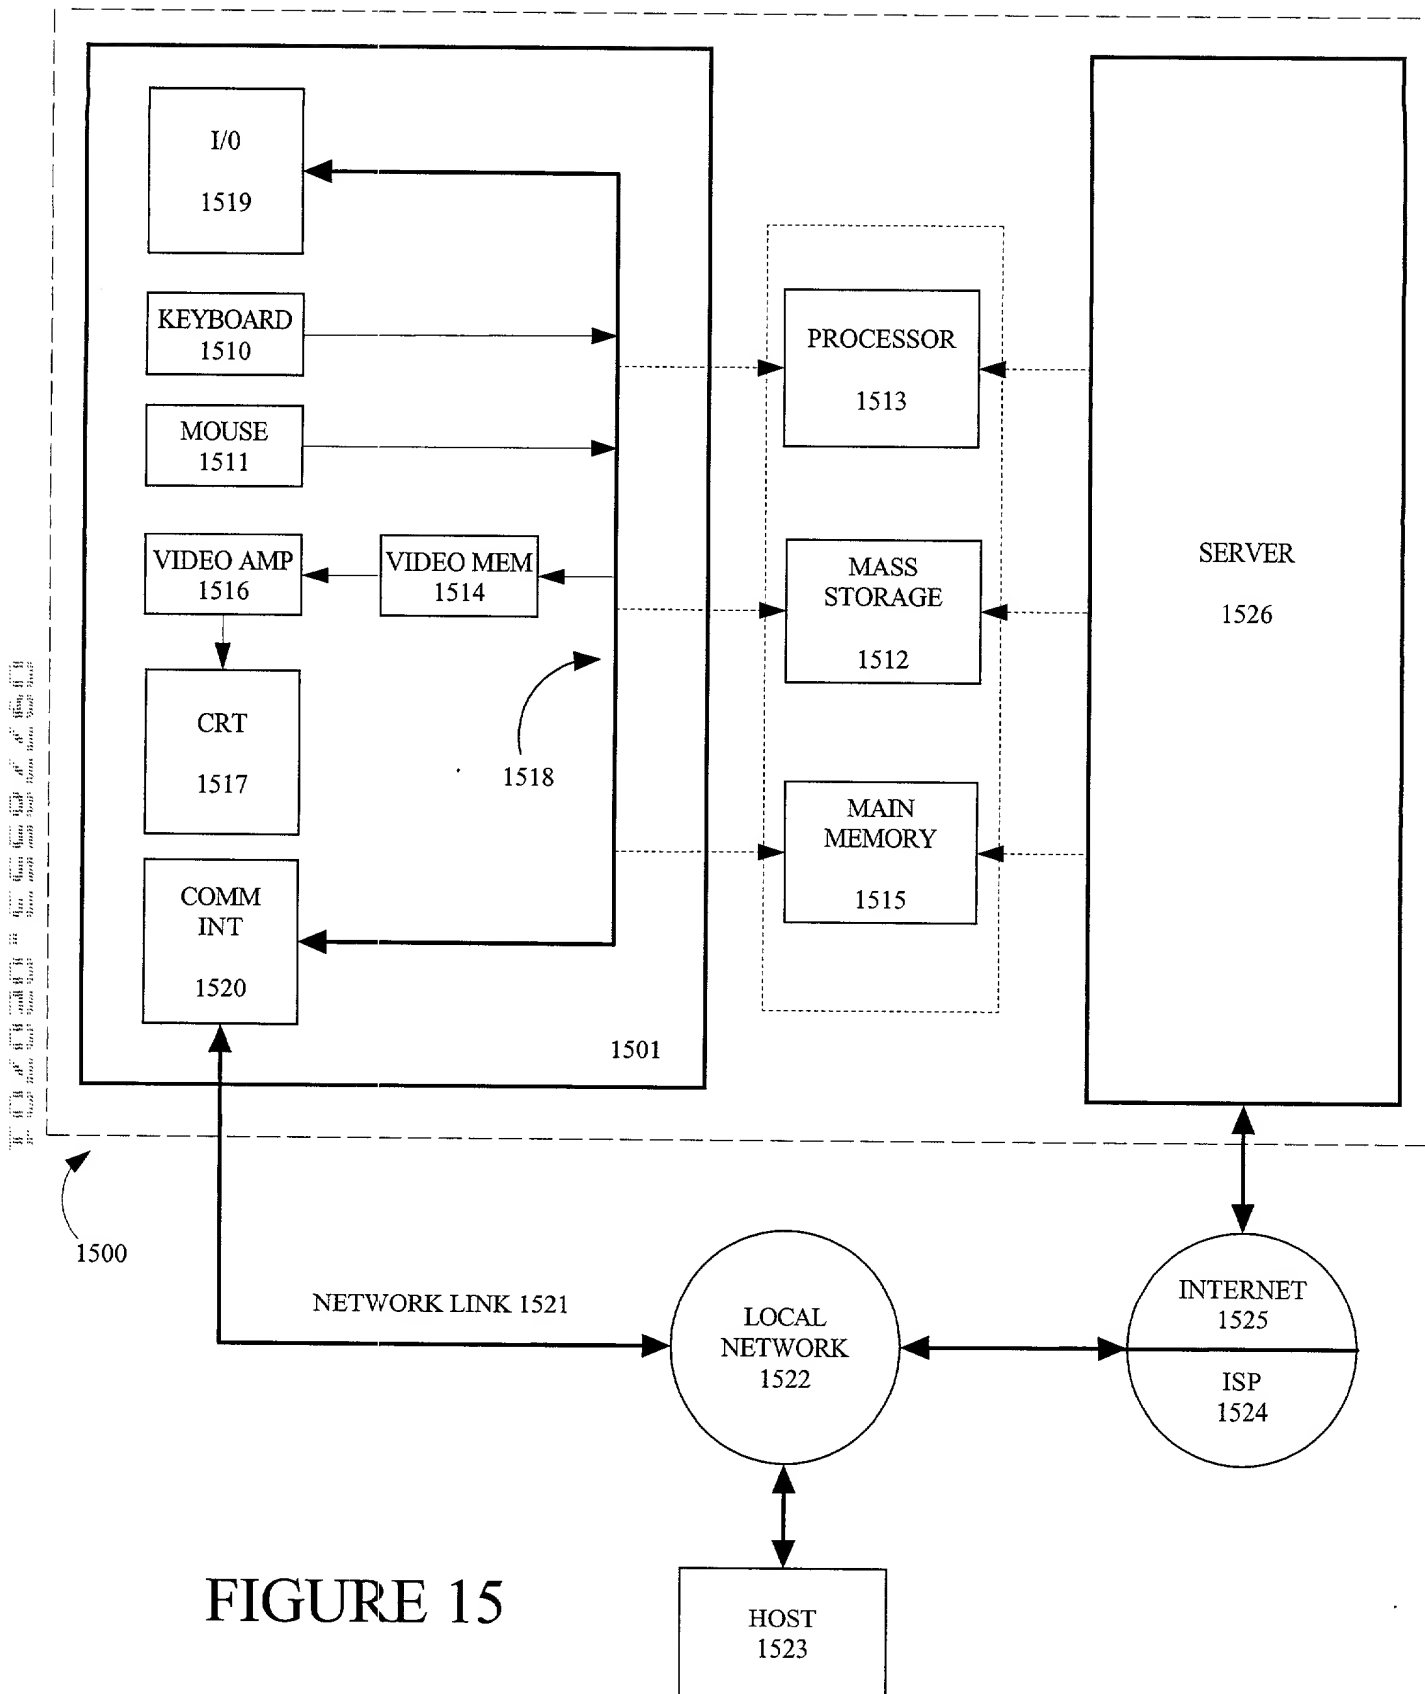 I/0
1519
KEYBOARD
1510
MOUSE
1511
VIDEO AMP
1516
VIDEO MEM
1514
CRT
1517
1518
COMM
INT
1520
1501
PROCESSOR
1513
MASS
STORAGE
1512
MAIN
MEMORY
1515
SERVER
1526
1500
NETWORK LINK 1521
LOCAL
NETWORK
1522
INTERNET
1525
ISP
1524
HOST
1523
FIGURE 15